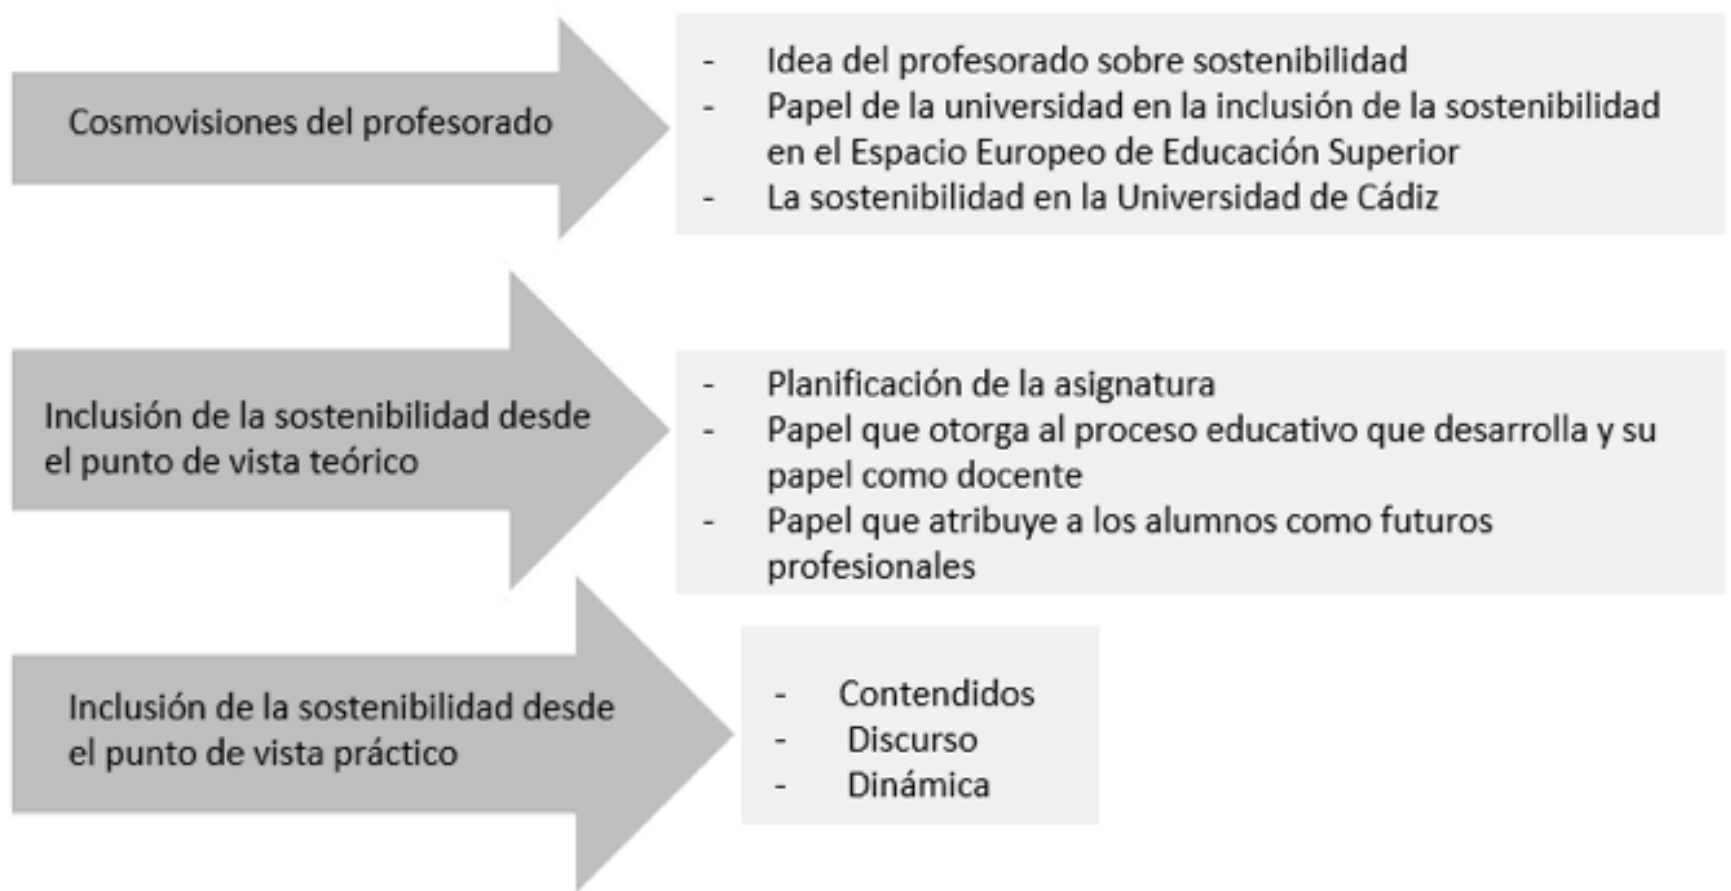 Cosmovisiones del profesorado
- Idea del profesorado sobre sostenibilidad
- Papel de la universidad en la inclusión de la sostenibilidad
en el Espacio Europeo de Educación Superior
- La sostenibilidad en la Universidad de Cádiz
Inclusión de la sostenibilidad desde
el punto de vista teórico
- Planificación de la asignatura
- Papel que otorga al proceso educativo que desarrolla y su
papel como docente
- Papel que atribuye a los alumnos como futuros
profesionales
Inclusión de la sostenibilidad desde
el punto de vista práctico
- Contendidos
- Discurso
- Dinámica